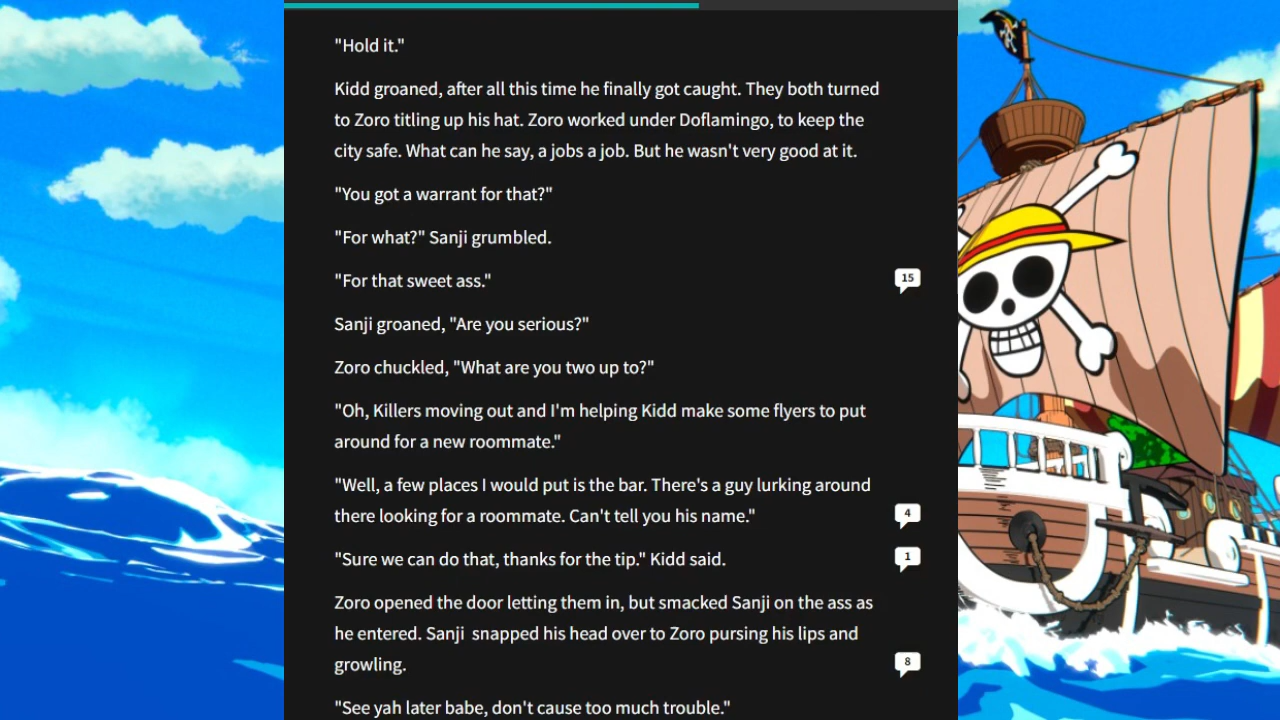 "Hold it."
Kidd groaned, after all this time he finally got caught. They both turned
to Zoro titling up his hat. Zoro worked under Doflamingo, to keep the
city safe. What can he say, a jobs a job. But he wasn't very good at it.
"You got a warrant for that?"
"For what?" Sanji grumbled.
"For that sweet ass."
15
Sanji groaned, "Are you serious?"
Zoro chuckled, "What are you two up to?"
"Oh, Killers moving out and I'm helping Kidd make some flyers to put
around for a new roommate."
"Well, a few places I would put is the bar. There's a guy lurking around
there looking for a roommate. Can't tell you his name."
4
"Sure we can do that, thanks for the tip." Kidd said.
1
Zoro opened the door letting them in, but smacked Sanji on the ass as
he entered. Sanji  snapped his head over to Zoro pursing his lips and
growling.
8
"See yah later babe, don't cause too much trouble."